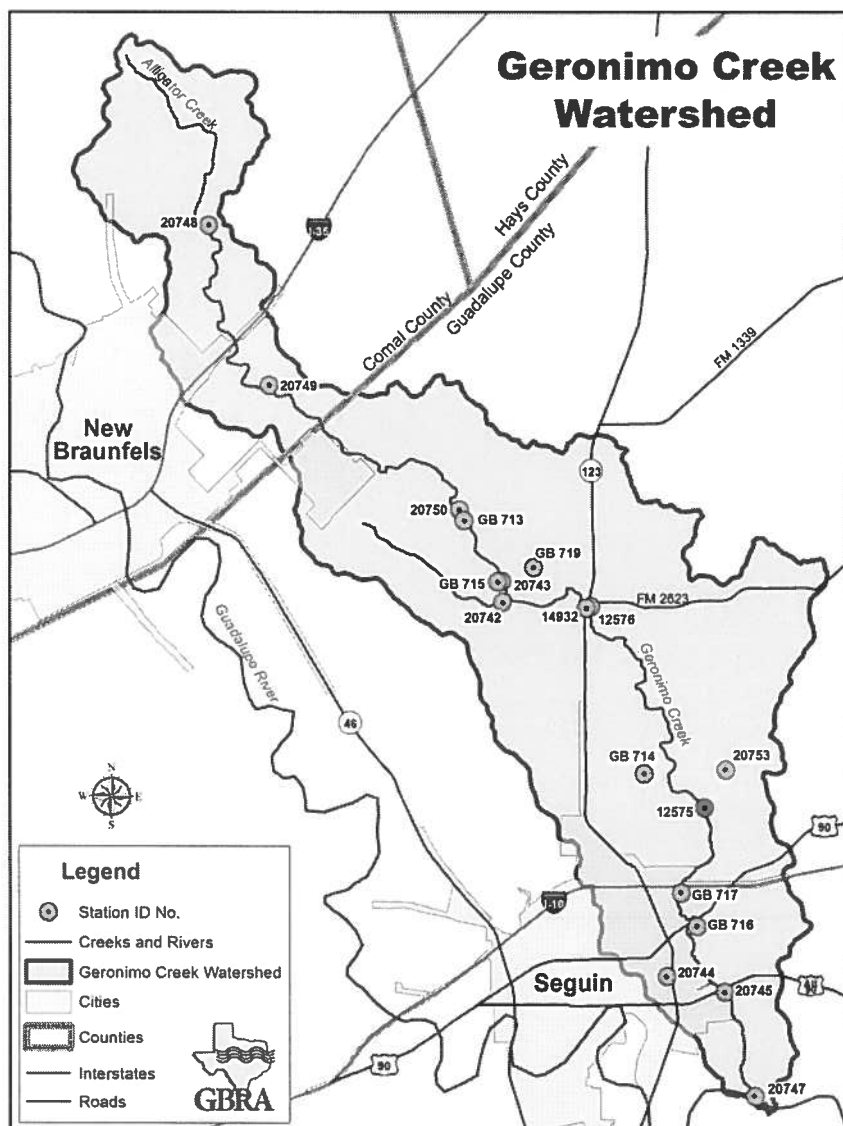 Geronimo Creek
Watershed
Alligator Creek
Hays County
Guadalupe County
Comal County
20748
I-35
FM 1339
20749
New
Braunfels
123
20750
GB 713
GB 719
GB 715
20743
20742
14932
12576
FM 2623
Guadalupe River
Geronimo Creek
46
GB 714
20753
12575
90
N
W
E
S
GB 717
I-10
GB 716
Seguin
20744
20745
90
20747
Legend
Station ID No.
Creeks and Rivers
Geronimo Creek Watershed
Cities
Counties
Interstates
Roads
GBRA